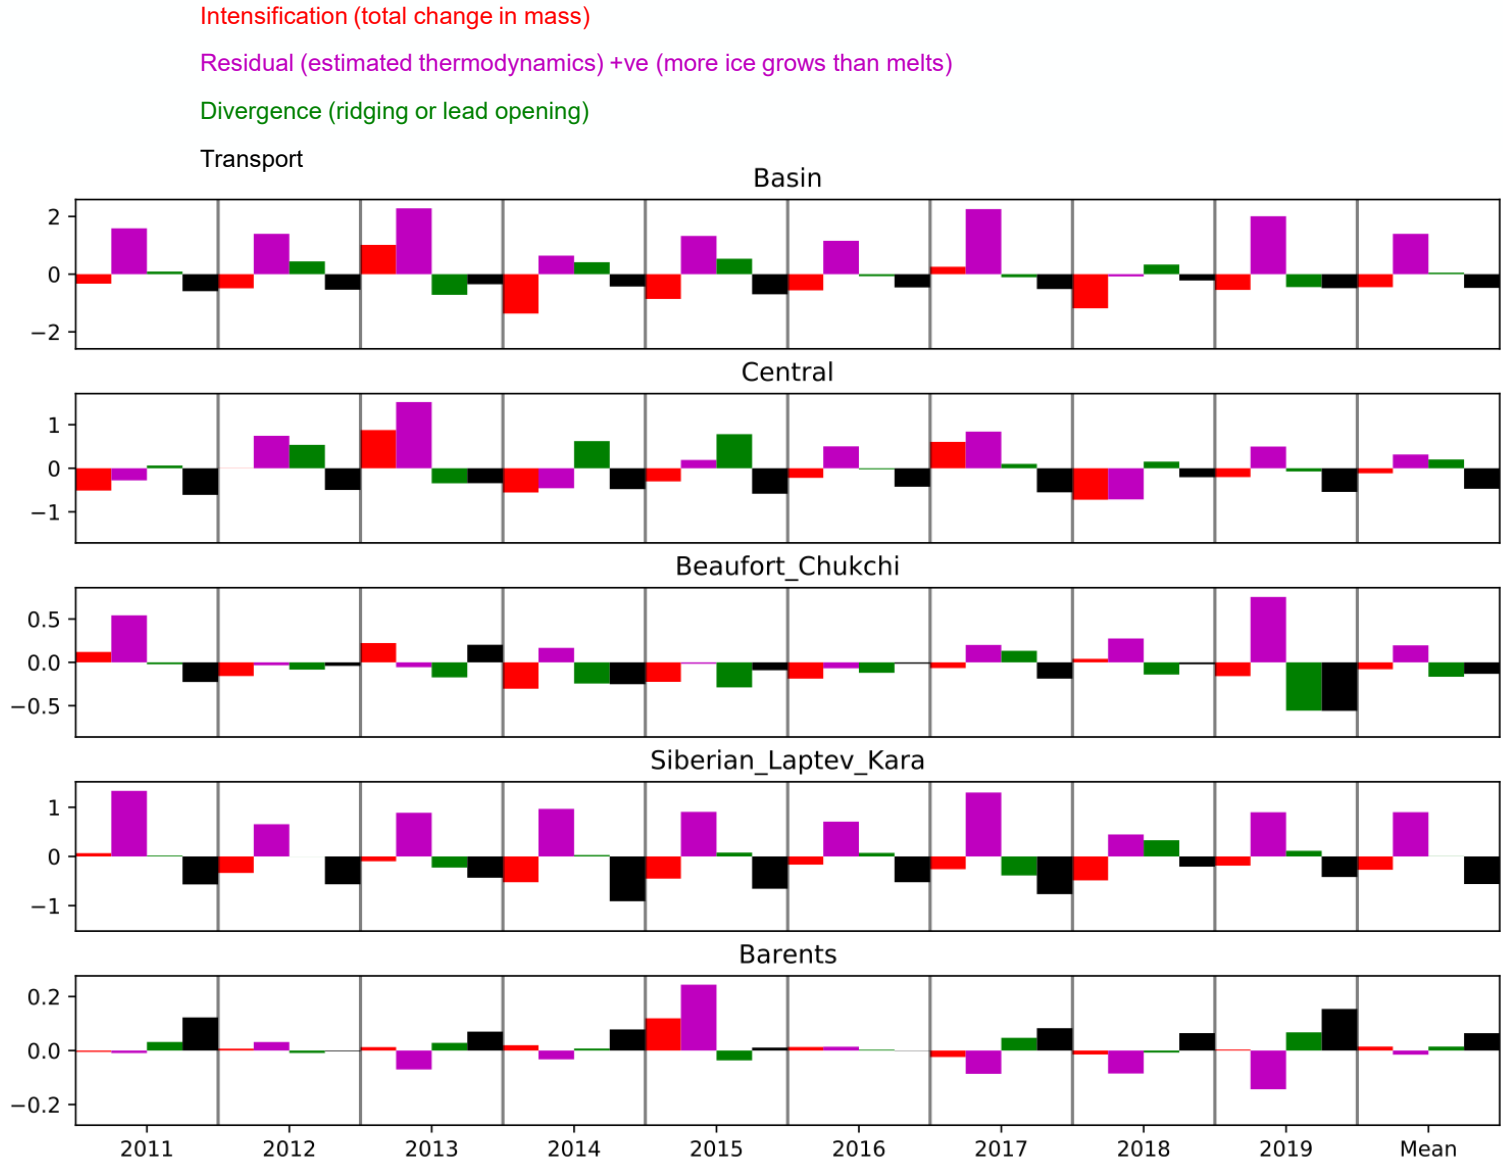 Intensification (total change in mass)
Residual (estimated thermodynamics) +ve (more ice grows than melts)
Divergence (ridging or lead opening)
Transport
Basin
2
0
−2
Central
1
0
−1
Beaufort_Chukchi
0.5
0.0
−0.5
Siberian_Laptev_Kara
1
0
−1
Barents
0.2
0.0
−0.2
2011 2012 2013 2014 2015 2016 2017 2018 2019 Mean